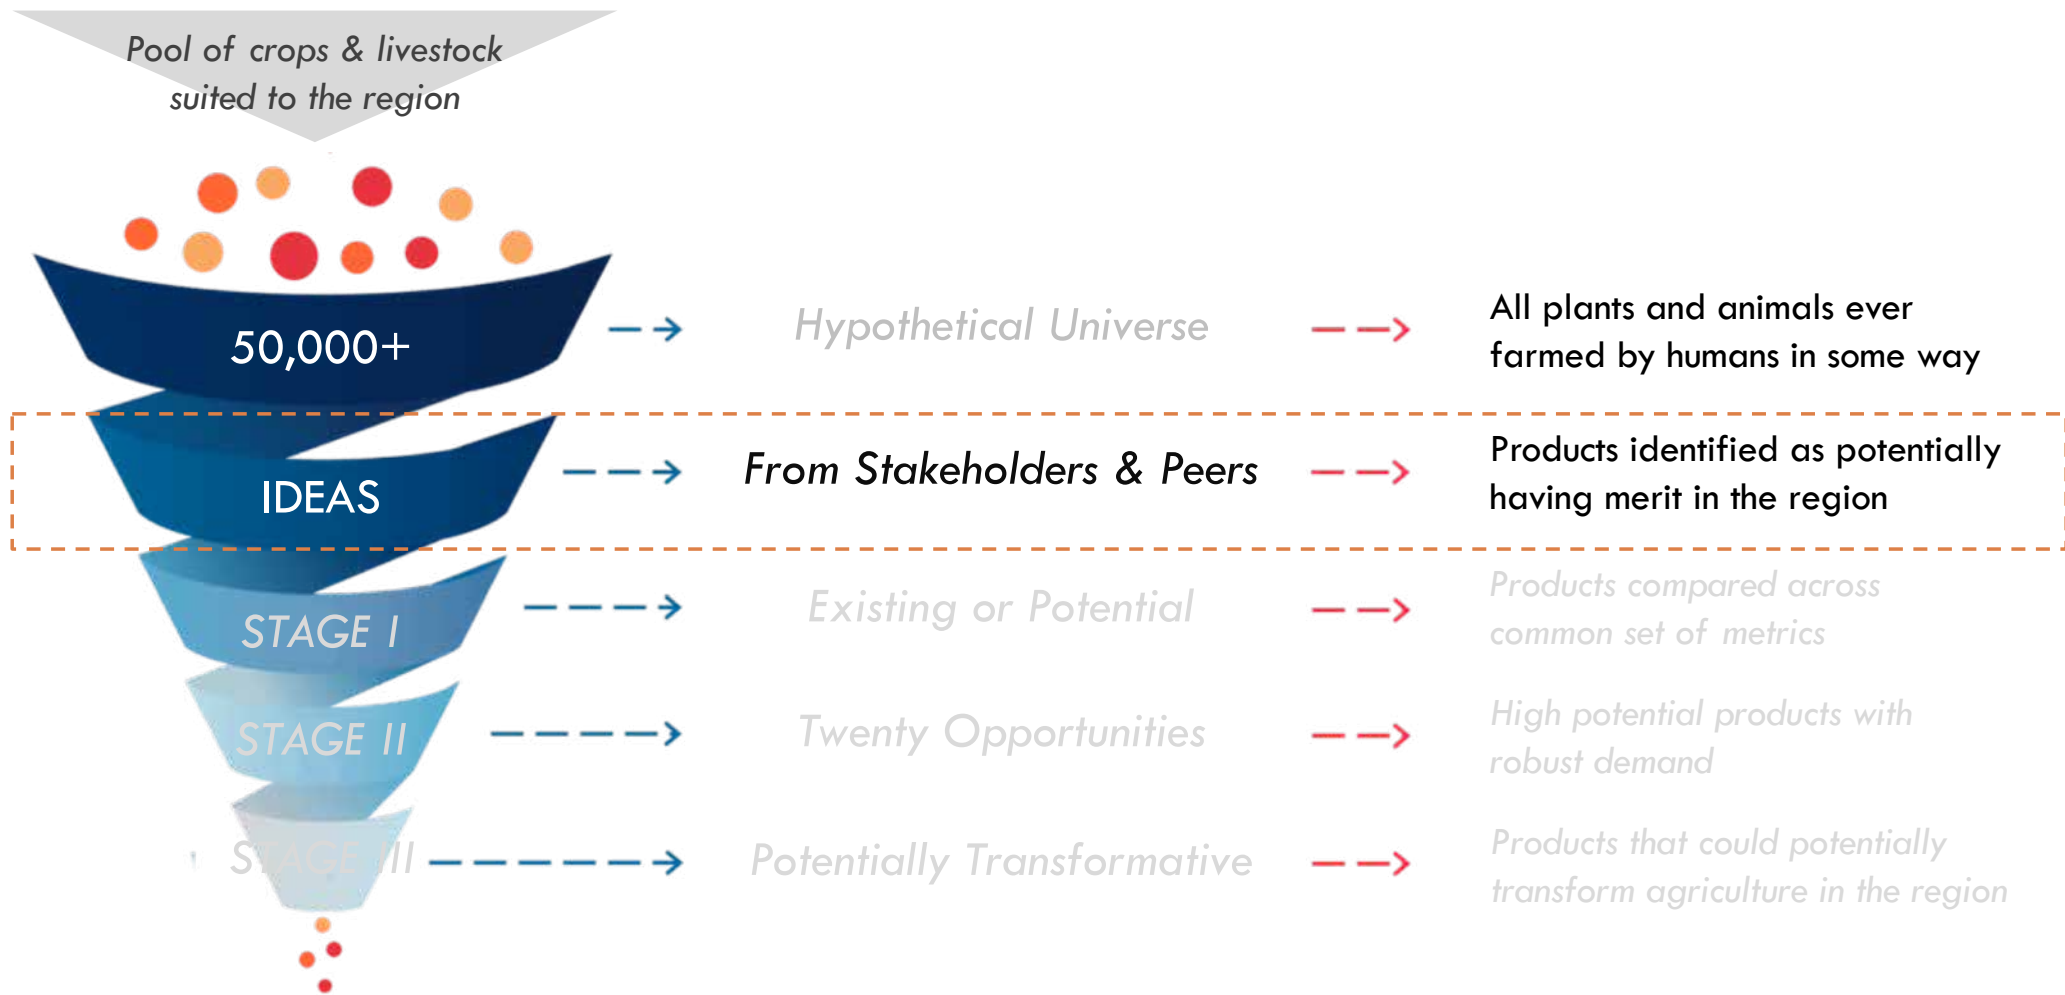 Pool of crops & livestock
suited to the region
50,000+
Hypothetical Universe
All plants and animals ever
farmed by humans in some way
IDEAS
From Stakeholders & Peers
Products identified as potentially
having merit in the region
STAGE I
Existing or Potential
Products compared across
common set of metrics
STAGE II
Twenty Opportunities
High potential products with
robust demand
STAGE III
Potentially Transformative
Products that could potentially
transform agriculture in the region